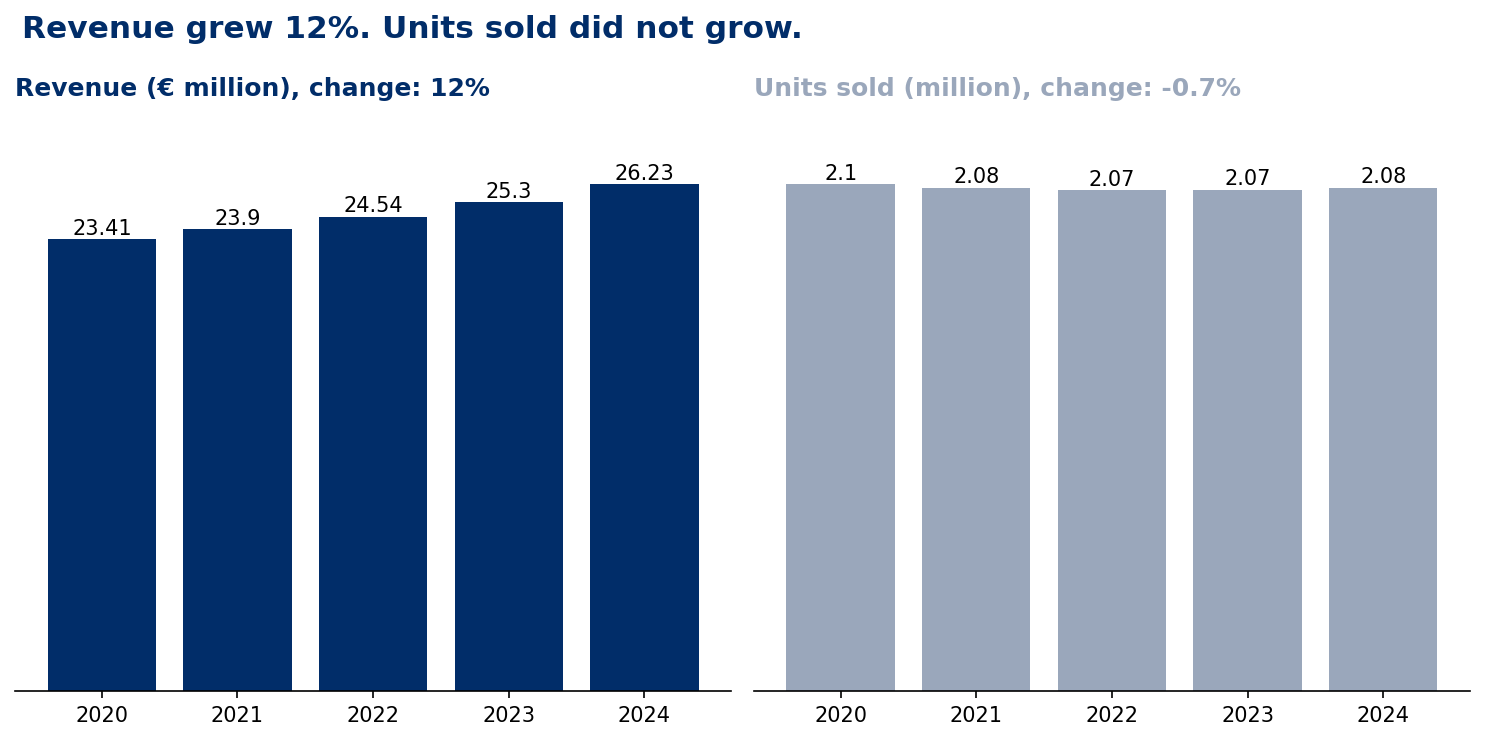 Revenue grew 12%. Units sold did not grow.
Revenue (€ million), change: 12%
23.41 23.9 24.54 25.3 26.23
2020 2021 2022 2023 2024
Units sold (million), change: -0.7%
2.1 2.08 2.07 2.07 2.08
2020 2021 2022 2023 2024